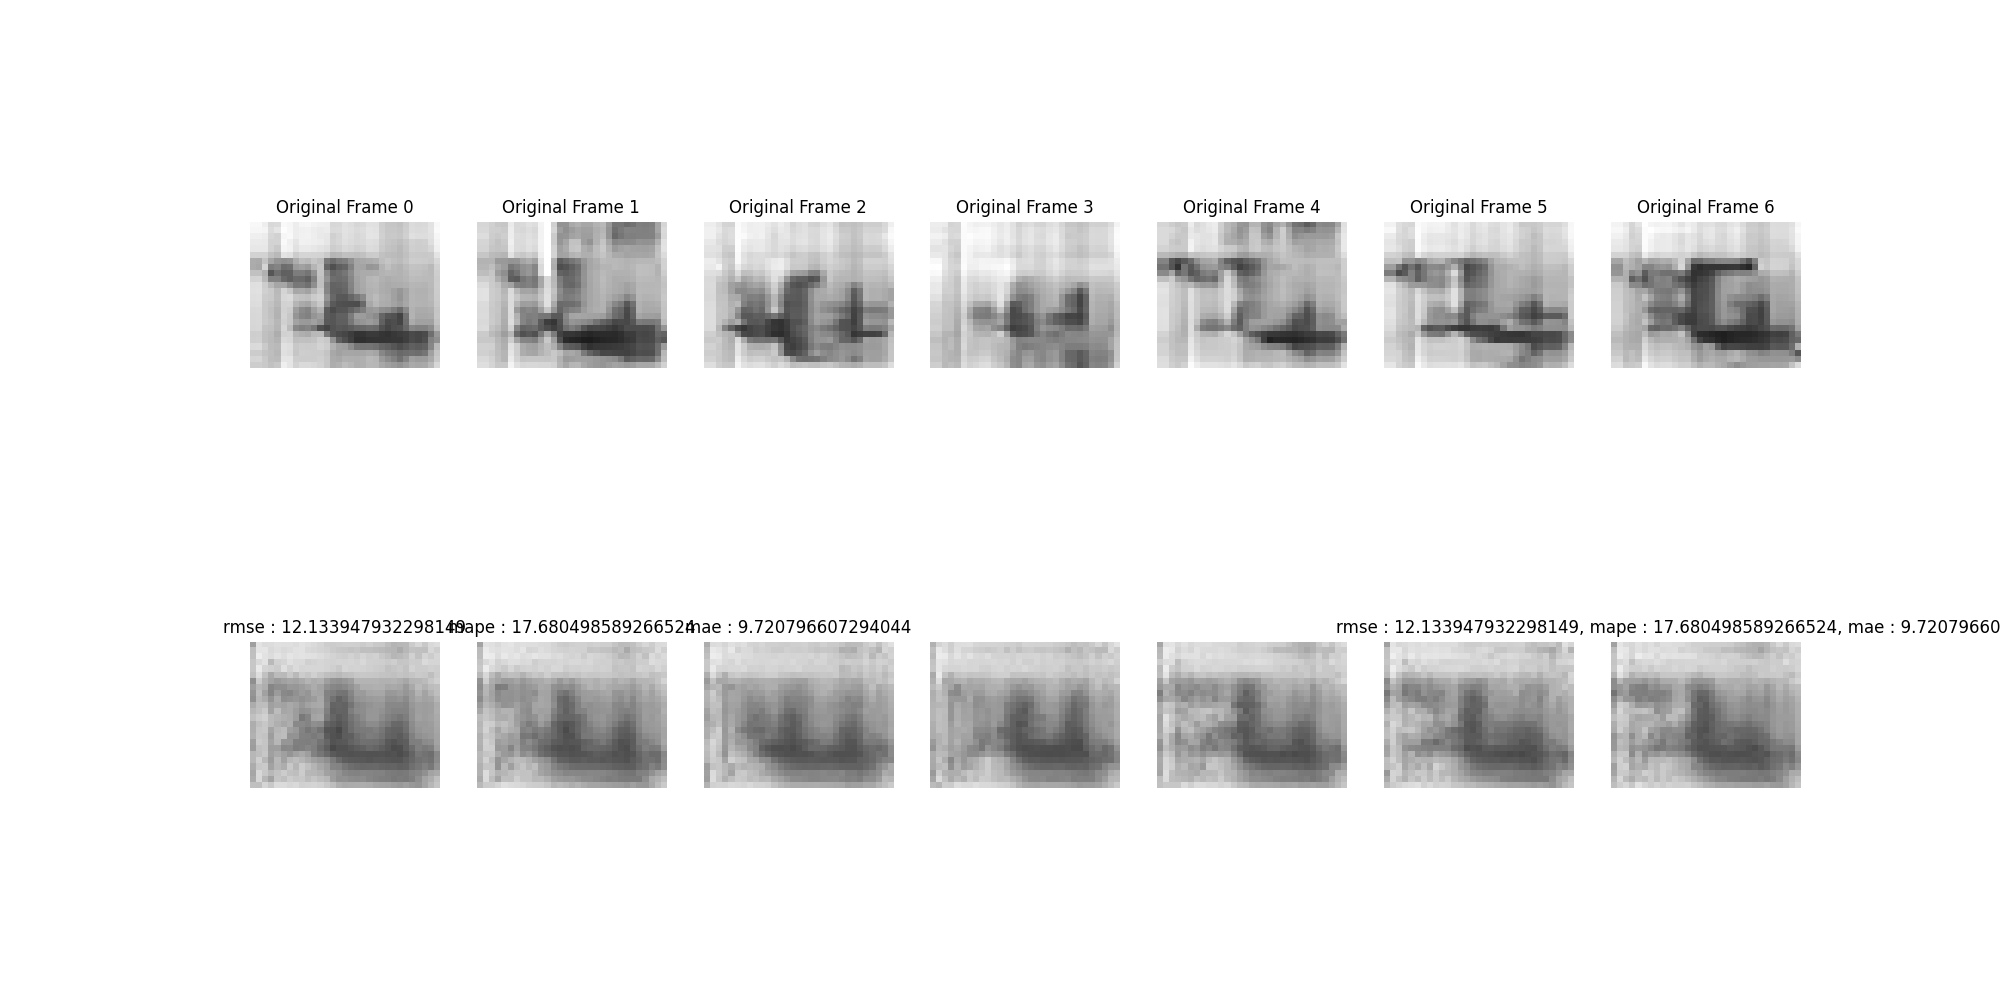 Original Frame 0
Original Frame 1
Original Frame 2
Original Frame 3
Original Frame 4
Original Frame 5
Original Frame 6
rmse : 12.133947932298149
mape : 17.680498589266524
mae : 9.720796607294044
rmse : 12.133947932298149, mape : 17.680498589266524, mae : 9.72079660